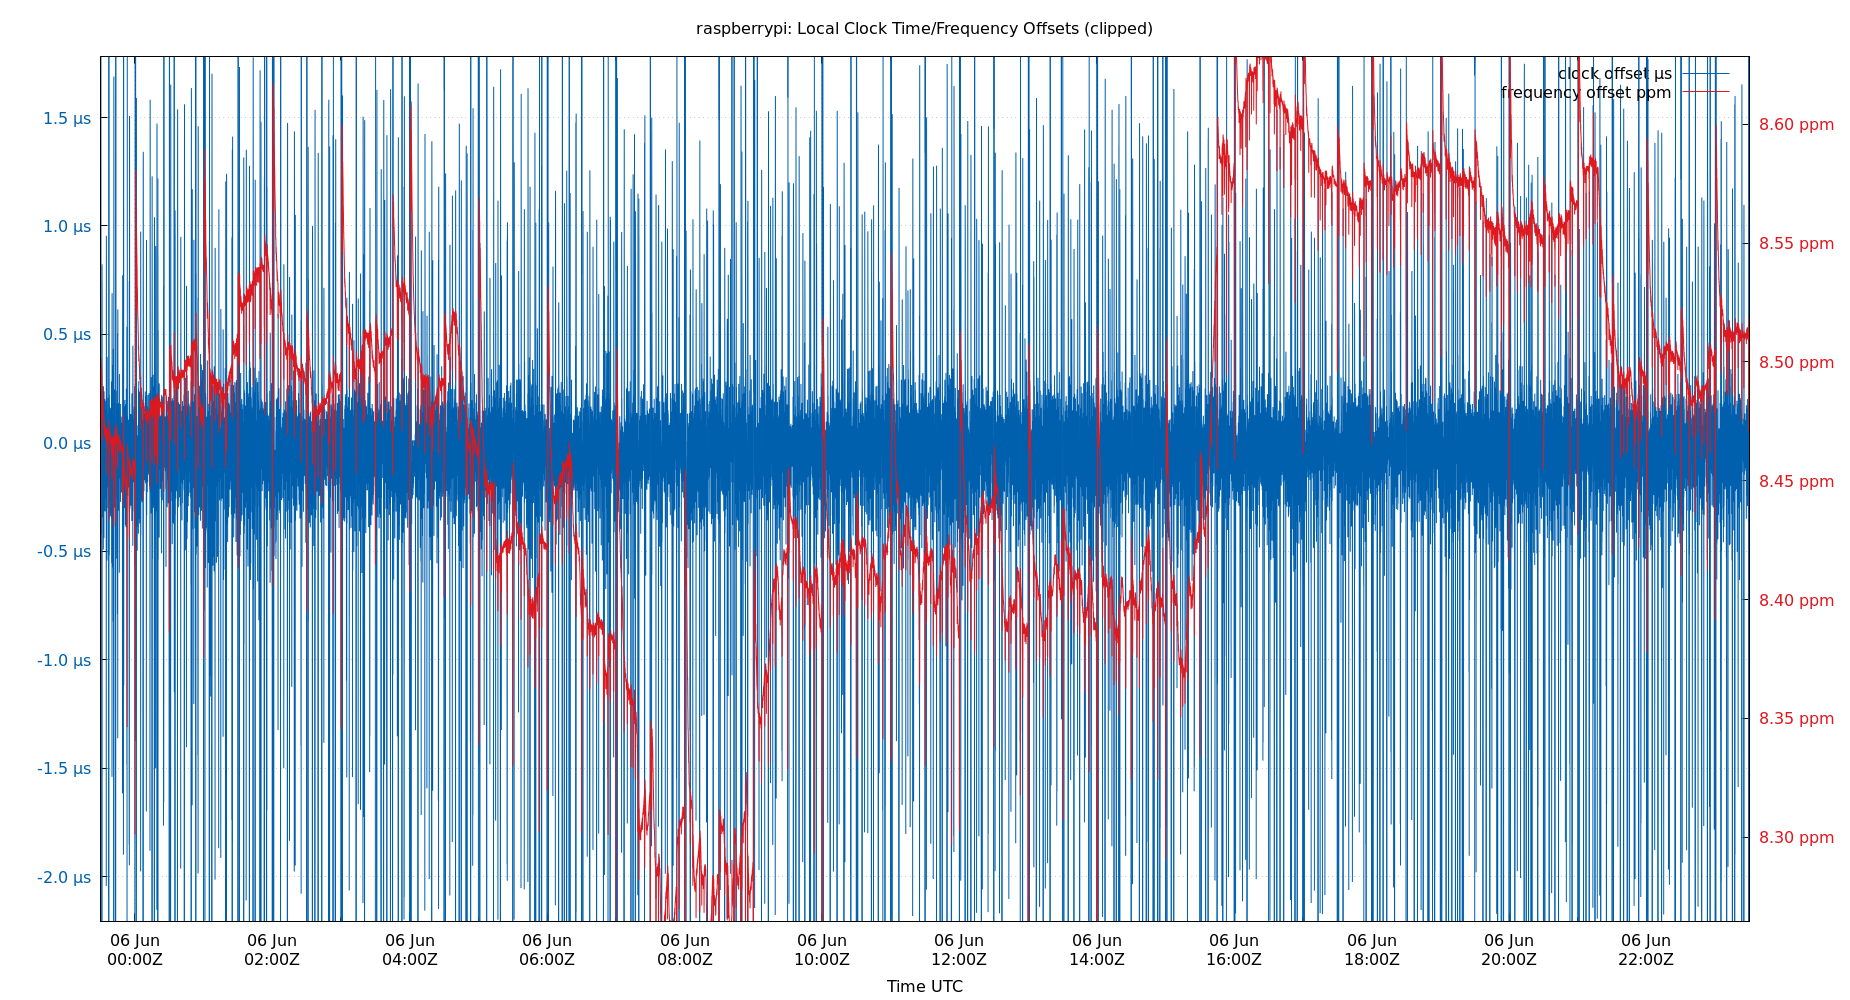 raspberrypi: Local Clock Time/Frequency Offsets (clipped)
clock offset µs
frequency offset ppm
1.5 µs
1.0 µs
0.5 µs
0.0 µs
-0.5 µs
-1.0 µs
-1.5 µs
-2.0 µs
8.60 ppm
8.55 ppm
8.50 ppm
8.45 ppm
8.40 ppm
8.35 ppm
8.30 ppm
06 Jun 06 Jun 06 Jun 06 Jun 06 Jun 06 Jun 06 Jun 06 Jun 06 Jun 06 Jun 06 Jun 06 Jun
00:00Z 02:00Z 04:00Z 06:00Z 08:00Z 10:00Z 12:00Z 14:00Z 16:00Z 18:00Z 20:00Z 22:00Z
Time UTC